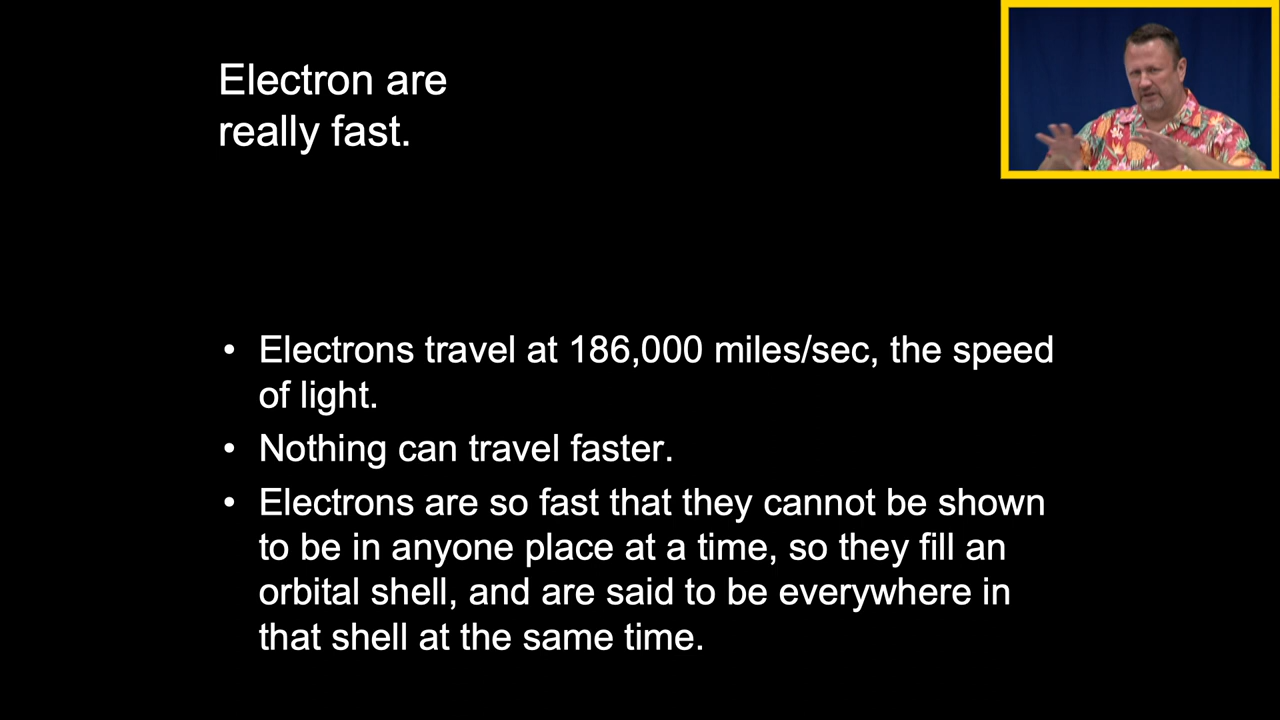 Electron are
really fast.
• Electrons travel at 186,000 miles/sec, the speed
of light.
• Nothing can travel faster.
• Electrons are so fast that they cannot be shown
to be in anyone place at a time, so they fill an
orbital shell, and are said to be everywhere in
that shell at the same time.